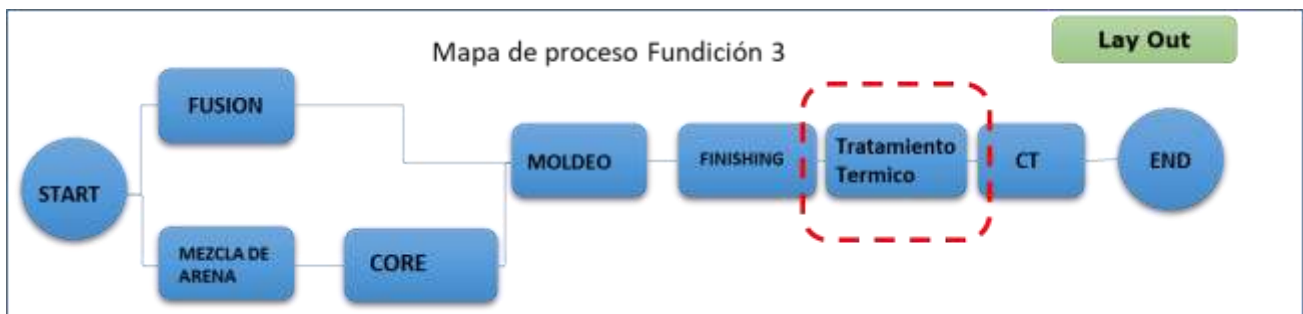 Mapa de proceso Fundición 3
Lay Out
START
FUSION
MEZCLA DE
ARENA
CORE
MOLDEO
FINISHING
Tratamiento
Termico
CT
END